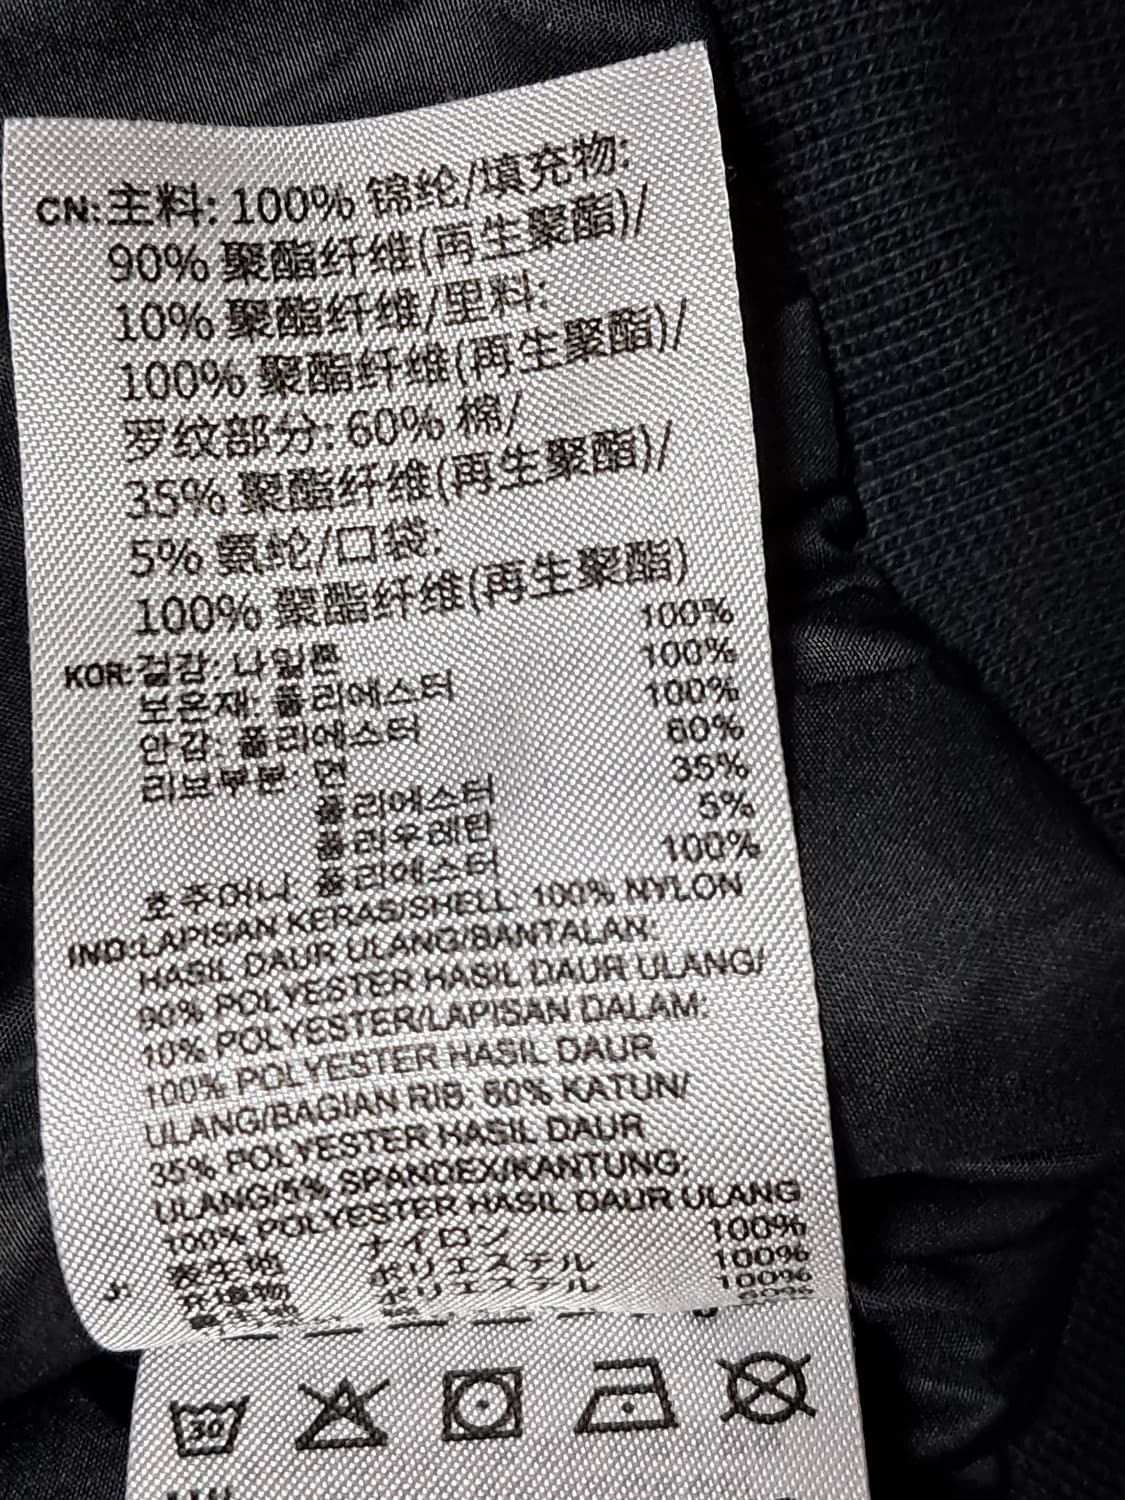 CN: 主料: 100% 锦纶/填充物:
90% 聚酯纤维(再生聚酯)/
10% 聚酯纤维/里料:
100% 聚酯纤维(再生聚酯)/
罗纹部分: 60% 棉/
35% 聚酯纤维(再生聚酯)/
5% 氨纶/口袋:
100% 聚酯纤维(再生聚酯)
KOR: 겉감: 나일론 100%
보온재: 폴리에스터 100%
안감: 폴리에스터 100%
리브부분: 면 60%
폴리에스터 35%
폴리우레탄 5%
호주머니: 폴리에스터 100%
IND: LAPISAN KERAS/SHELL 100% NYLON
HASIL DAUR ULANG/BANTALAN:
90% POLYESTER HASIL DAUR ULANG/
10% POLYESTER/LAPISAN DALAM:
100% POLYESTER HASIL DAUR
ULANG/BAGIAN RIB: 60% KATUN/
35% POLYESTER HASIL DAUR
ULANG/5% SPANDEX/KANTUNG:
100% POLYESTER HASIL DAUR ULANG
J: 表生地 ナイロン 100%
充填物 ポリエステル 100%
ポリエステル 100%
60%
30